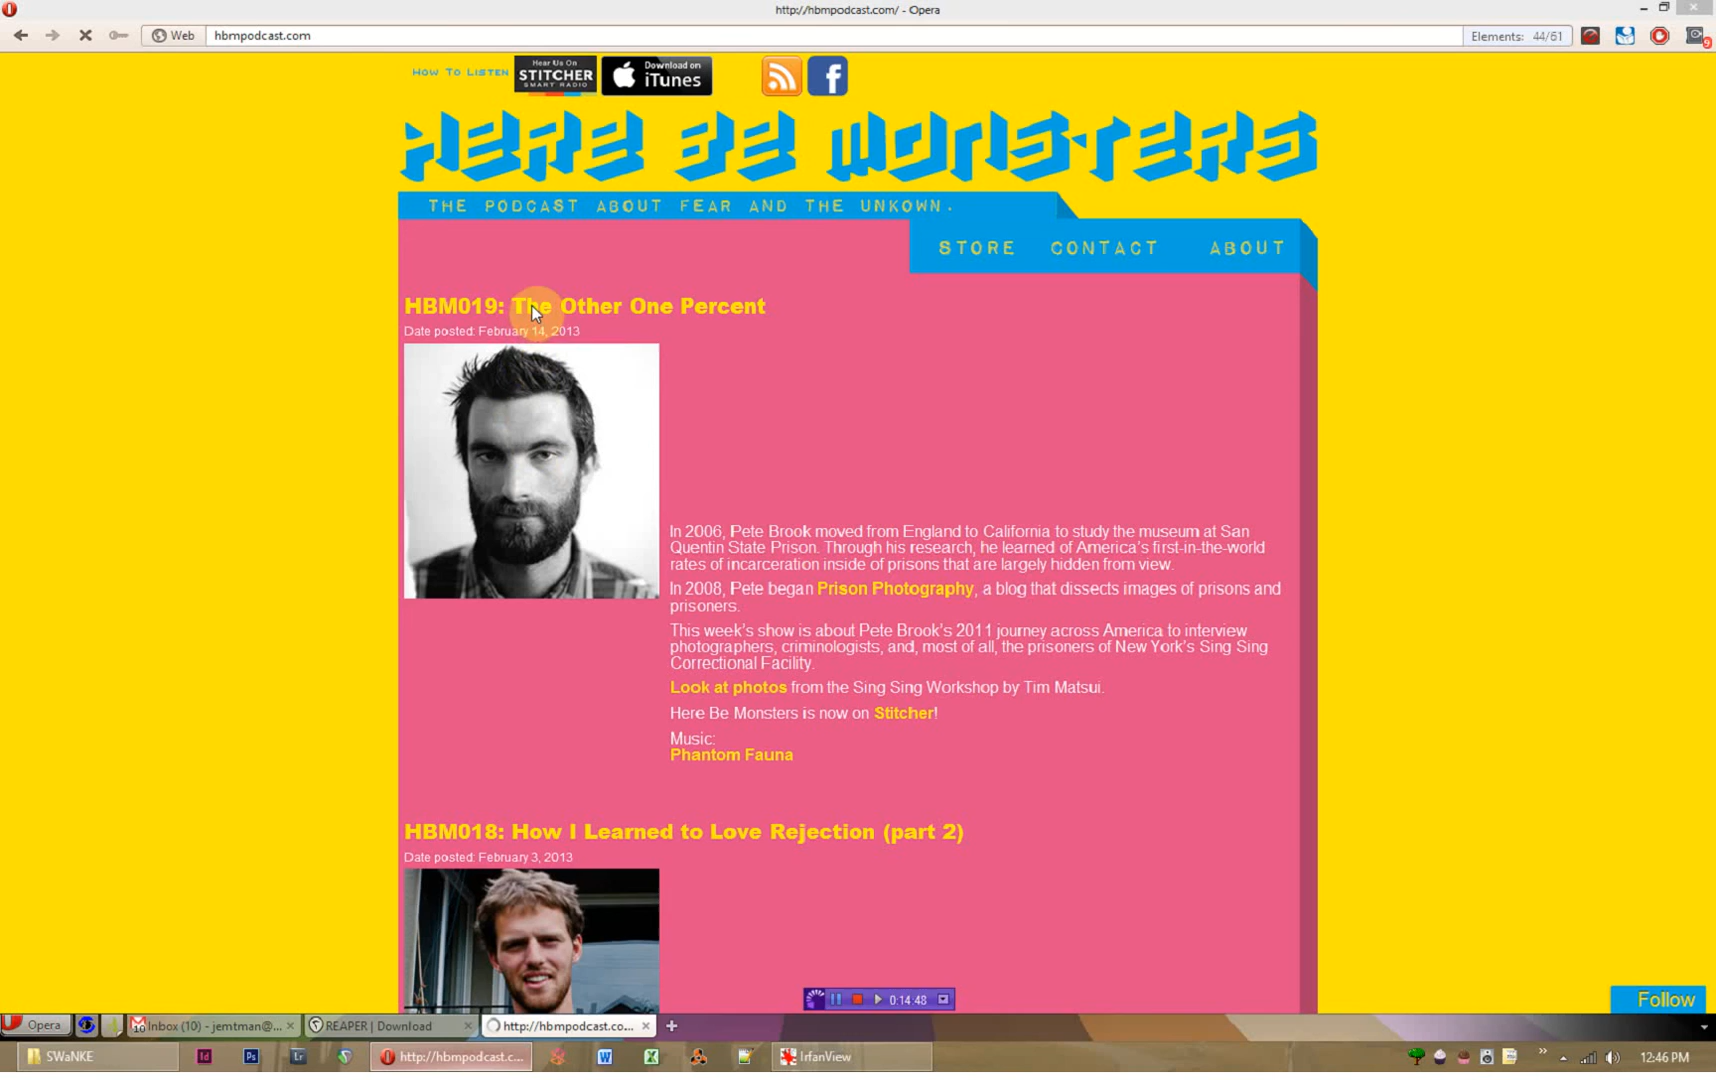 http://hbmpodcast.com/ - Opera
Web
hbmpodcast.com
Elements: 44/61
9
How To Listen
Hear Us On
STITCHER
SMART RADIO
Download on
iTunes
HERE BE MONSTERS
THE PODCAST ABOUT FEAR AND THE UNKOWN.
STORE CONTACT ABOUT
HBM019: The Other One Percent
Date posted: February 14, 2013
In 2006, Pete Brook moved from England to California to study the museum at San
Quentin State Prison. Through his research, he learned of America's first-in-the-world
rates of incarceration inside of prisons that are largely hidden from view.
In 2008, Pete began Prison Photography, a blog that dissects images of prisons and
prisoners.
This week's show is about Pete Brook's 2011 journey across America to interview
photographers, criminologists, and, most of all, the prisoners of New York's Sing Sing
Correctional Facility.
Look at photos from the Sing Sing Workshop by Tim Matsui.
Here Be Monsters is now on Stitcher!
Music:
Phantom Fauna
HBM018: How I Learned to Love Rejection (part 2)
Date posted: February 3, 2013
0:14:48
Follow
Opera
10
Inbox (10) - jemtman@...
REAPER | Download
http://hbmpodcast.co...
SWaNKE
Id
Ps
Lr
http://hbmpodcast.c...
W
X
IrfanView
12:46 PM